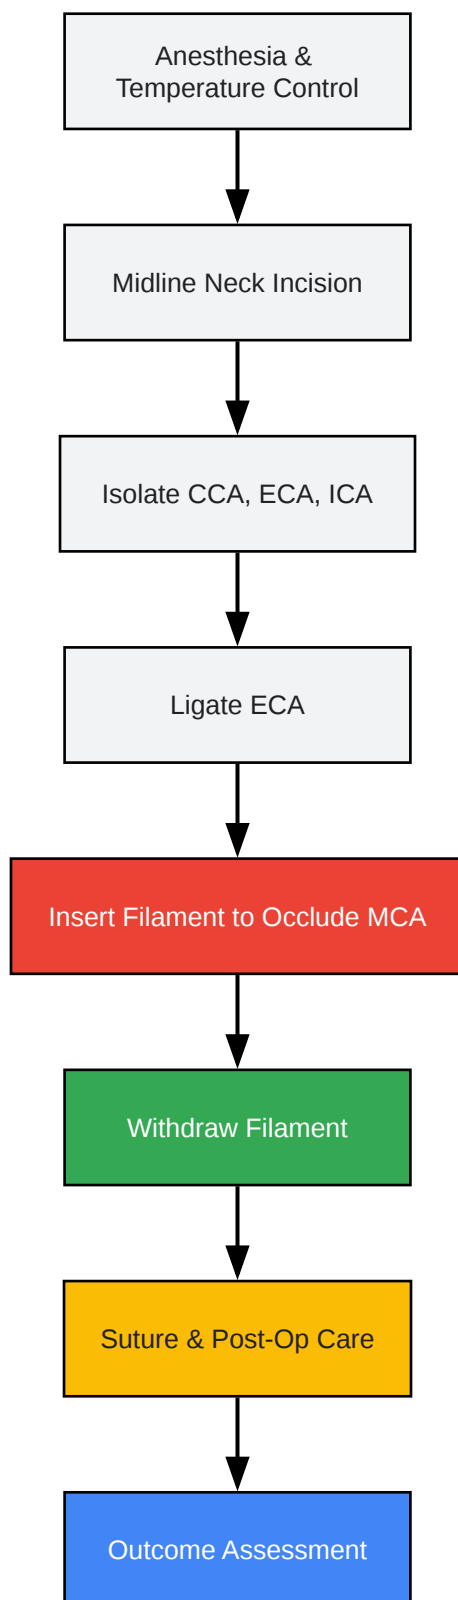 Anesthesia &
Temperature Control
Midline Neck Incision
Isolate CCA, ECA, ICA
Ligate ECA
Insert Filament to Occlude MCA
Withdraw Filament
Suture & Post-Op Care
Outcome Assessment